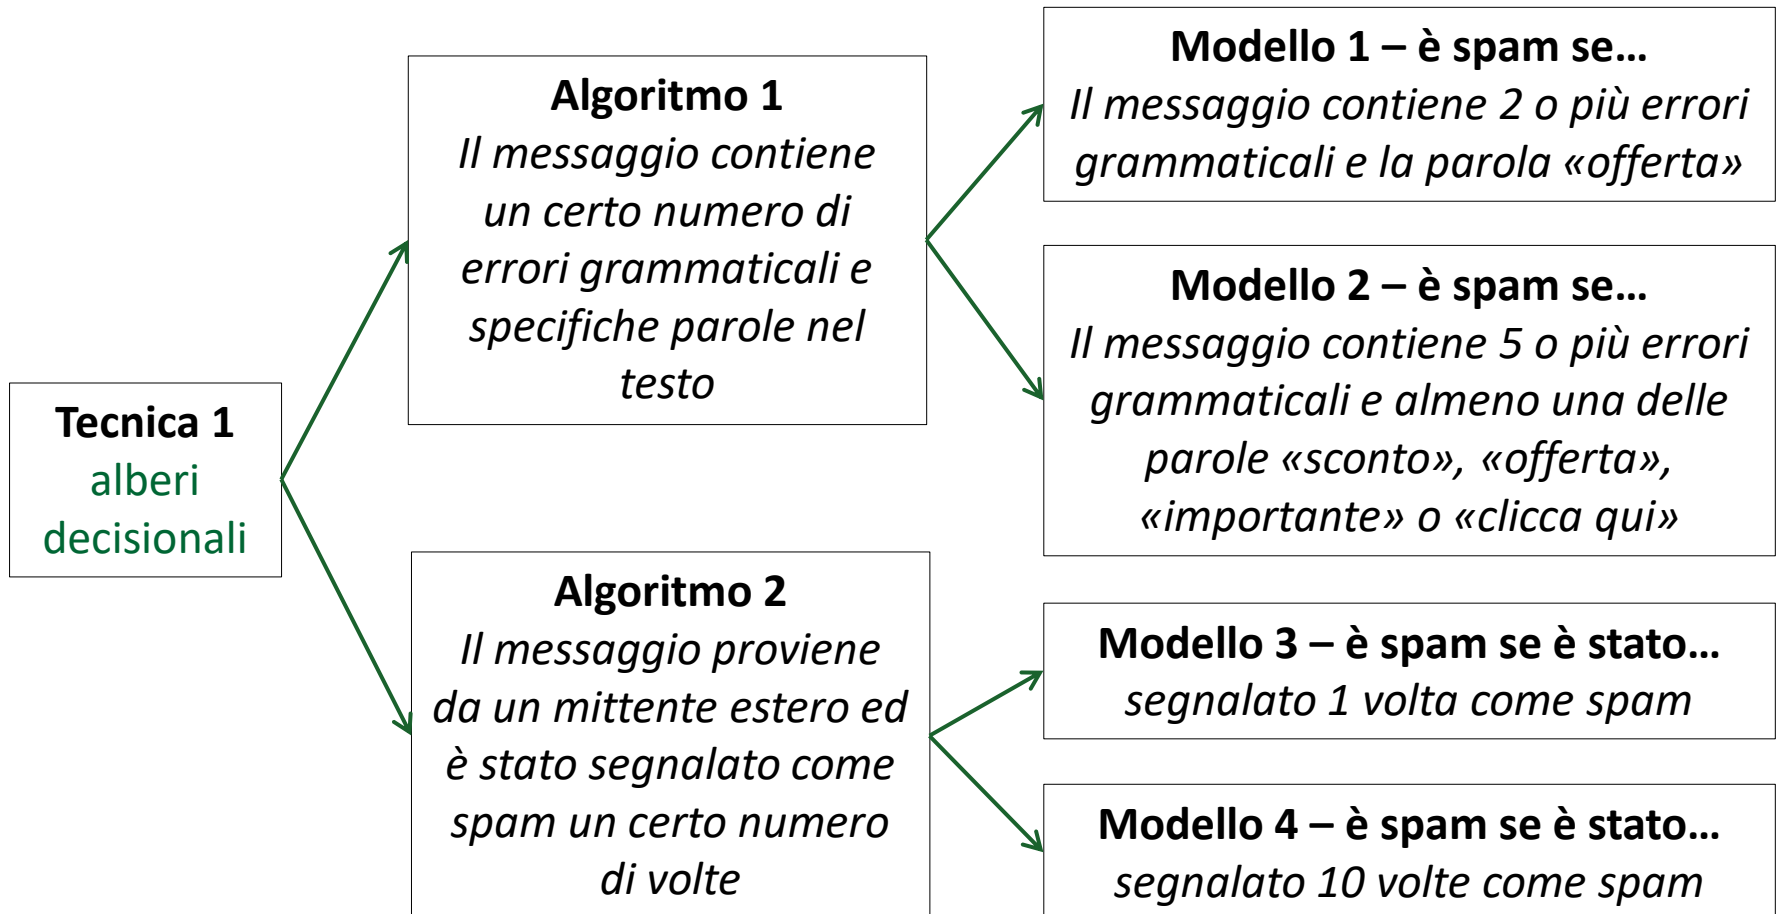 Tecnica 1
alberi
decisionali
Algoritmo 1
Il messaggio contiene
un certo numero di
errori grammaticali e
specifiche parole nel
testo
Algoritmo 2
Il messaggio proviene
da un mittente estero ed
è stato segnalato come
spam un certo numero
di volte
Modello 1 – è spam se…
Il messaggio contiene 2 o più errori
grammaticali e la parola «offerta»
Modello 2 – è spam se…
Il messaggio contiene 5 o più errori
grammaticali e almeno una delle
parole «sconto», «offerta»,
«importante» o «clicca qui»
Modello 3 – è spam se è stato…
segnalato 1 volta come spam
Modello 4 – è spam se è stato…
segnalato 10 volte come spam